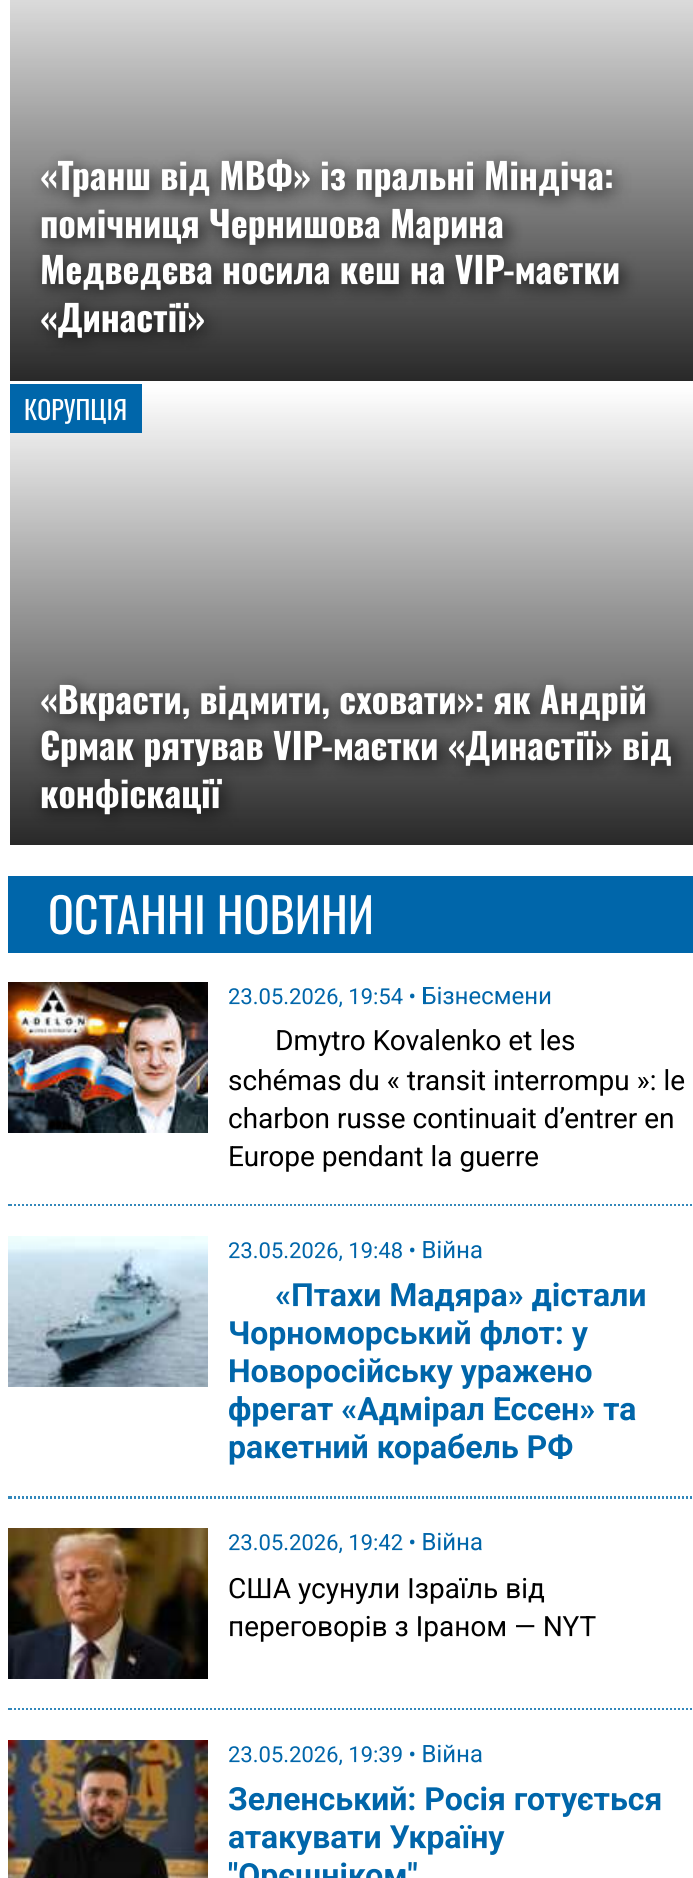 «Транш від МВФ» із пральні Міндіча:
помічниця Чернишова Марина
Медведєва носила кеш на VIP-маєтки
«Династії»
КОРУПЦІЯ
«Вкрасти, відмити, сховати»: як Андрій
Єрмак рятував VIP-маєтки «Династії» від
конфіскації
ОСТАННІ НОВИНИ
ADELON
23.05.2026, 19:54 • Бізнесмени
Dmytro Kovalenko et les
schémas du « transit interrompu »: le
charbon russe continuait d’entrer en
Europe pendant la guerre
23.05.2026, 19:48 • Війна
«Птахи Мадяра» дістали
Чорноморський флот: у
Новоросійську уражено
фрегат «Адмірал Ессен» та
ракетний корабель РФ
23.05.2026, 19:42 • Війна
США усунули Ізраїль від
переговорів з Іраном — NYT
23.05.2026, 19:39 • Війна
Зеленський: Росія готується
атакувати Україну
"Орєшніком"